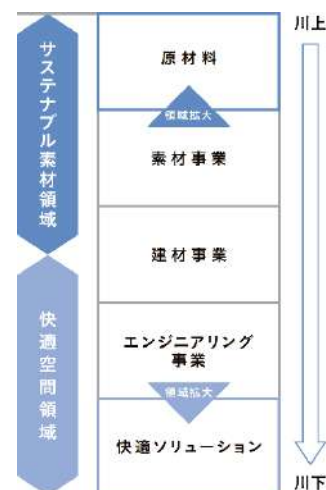 川上
サステナブル素材領域
原材料
領域拡大
素材事業
建材事業
快適空間領域
エンジニアリング
事業
領域拡大
快適ソリューション
川下